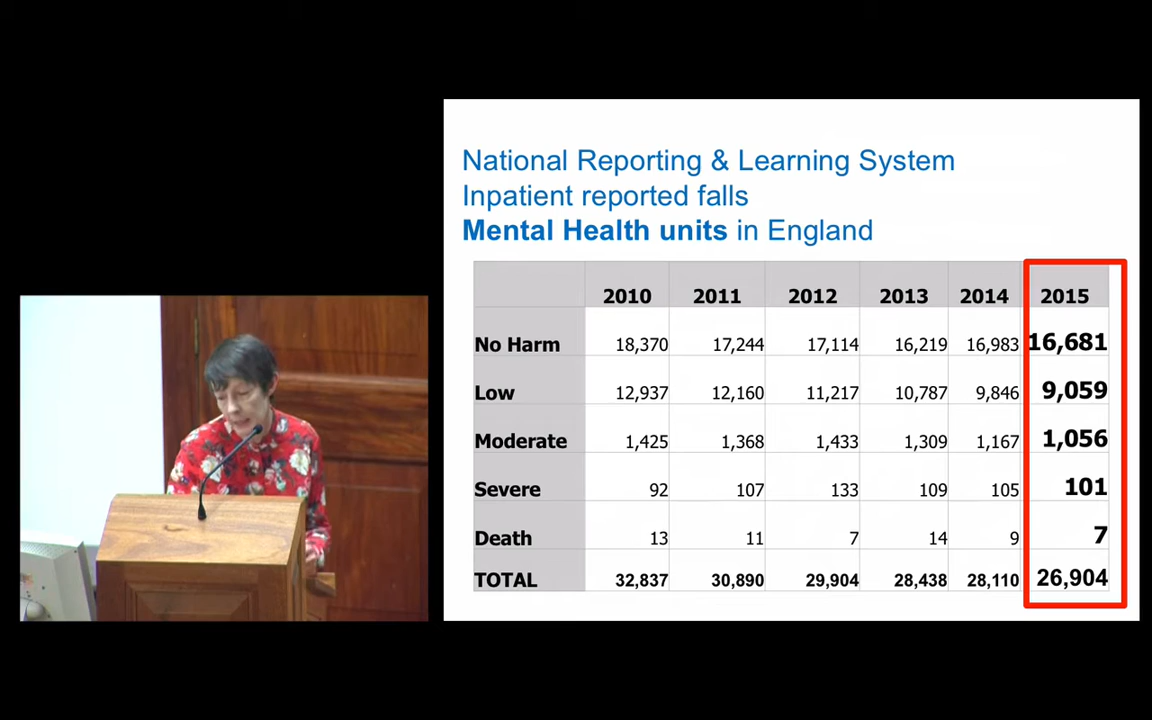 National Reporting & Learning System
Inpatient reported falls
Mental Health units in England
2010 2011 2012 2013 2014 2015
No Harm 18,370 17,244 17,114 16,219 16,983 16,681
Low 12,937 12,160 11,217 10,787 9,846 9,059
Moderate 1,425 1,368 1,433 1,309 1,167 1,056
Severe 92 107 133 109 105 101
Death 13 11 7 14 9 7
TOTAL 32,837 30,890 29,904 28,438 28,110 26,904